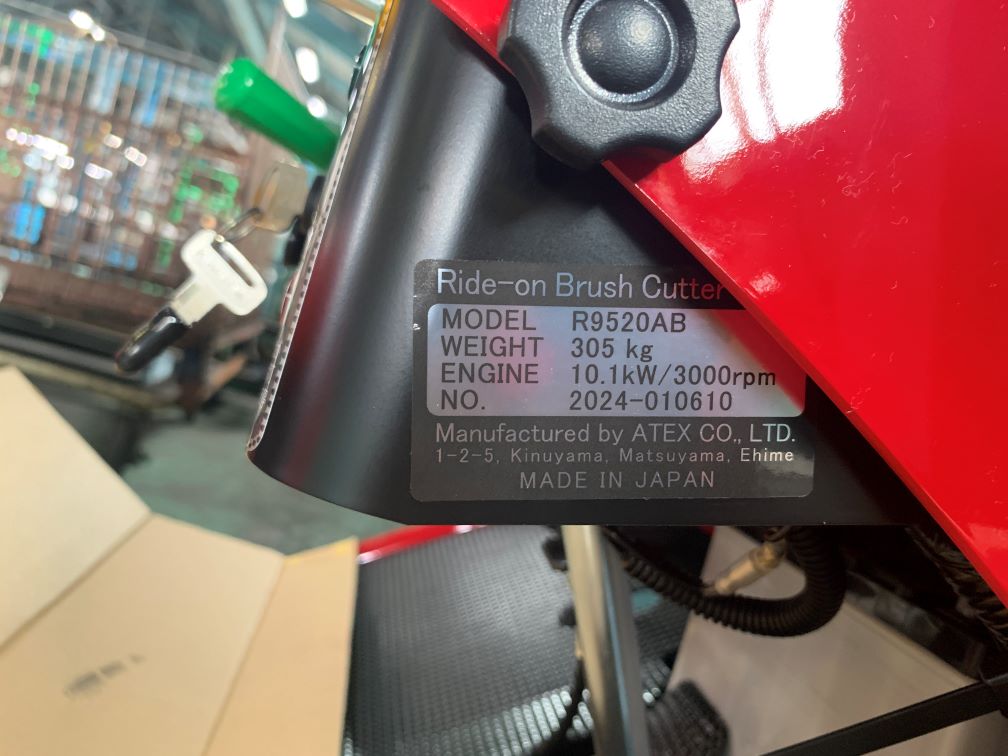 Ride-on Brush Cutter
MODEL R9520AB
WEIGHT 305 kg
ENGINE 10.1kW/3000rpm
NO. 2024-010610
Manufactured by ATEX CO., LTD.
1-2-5, Kinuyama, Matsuyama, Ehime
MADE IN JAPAN